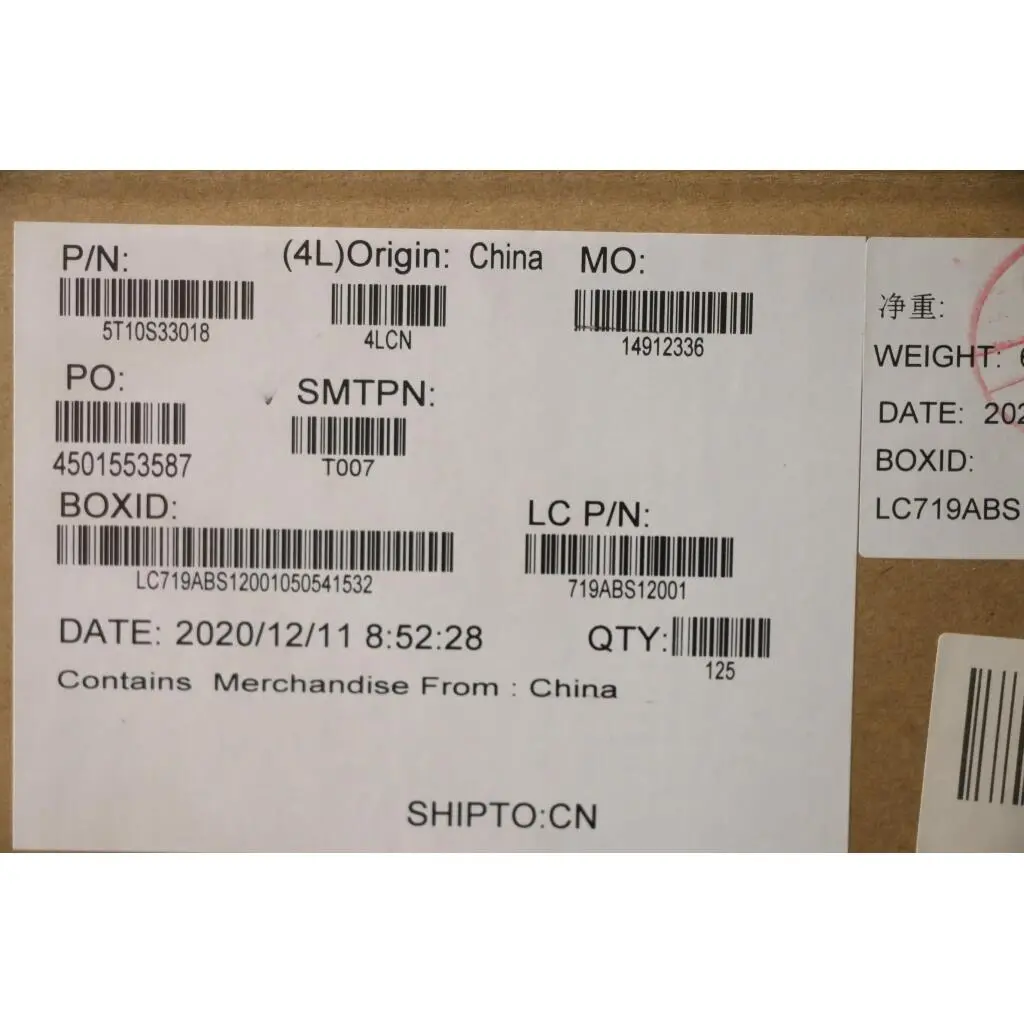 P/N: (4L)Origin: China MO:
5T10S33018 4LCN 14912336
PO: SMTPN:
4501553587 T007
BOXID: LC P/N:
LC719ABS12001050541532 719ABS12001
DATE: 2020/12/11 8:52:28 QTY:
125
Contains Merchandise From : China
SHIPTO:CN
净重:
WEIGHT:
DATE:
BOXID:
LC719ABS